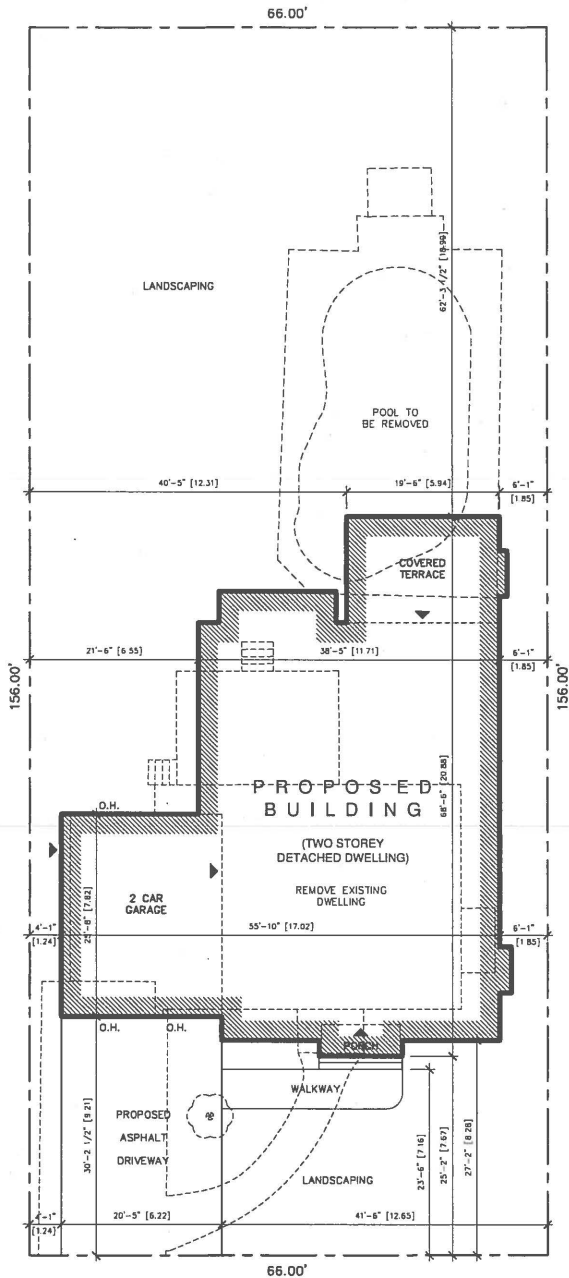 66.00'
62'-3 1/2" [18.99]
LANDSCAPING
POOL TO
BE REMOVED
40'-5" [12.31]
19'-6" [5.94]
6'-1"
[1.85]
COVERED
TERRACE
21'-6" [6.55]
38'-5" [11.71]
6'-1"
[1.85]
156.00'
156.00'
PROPOSED
BUILDING
68'-6" [20.88]
O.H.
(TWO STOREY
DETACHED DWELLING)
REMOVE EXISTING
DWELLING
2 CAR
GARAGE
25'-8" [7.82]
4'-1"
[1.24]
55'-10" [17.02]
6'-1"
[1.85]
O.H.
O.H.
PORCH
WALKWAY
PROPOSED
ASPHALT
DRIVEWAY
30'-2 1/2" [9.21]
LANDSCAPING
23'-6" [7.16]
25'-2" [7.67]
27'-2" [8.28]
4'-1"
[1.24]
20'-5" [6.22]
41'-6" [12.65]
66.00'